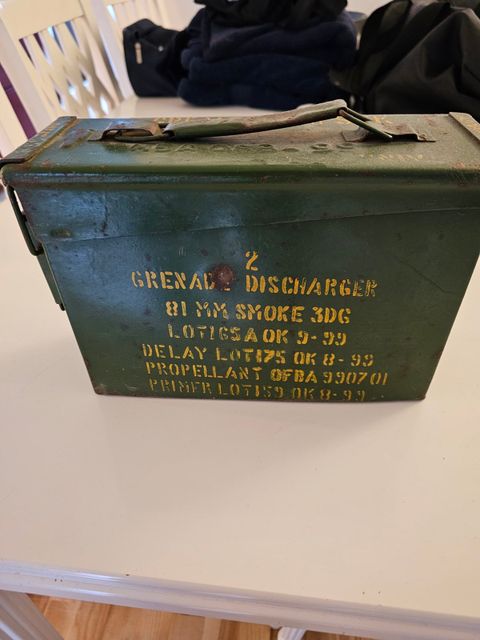 2
GRENADE DISCHARGER
81 MM SMOKE 3DG
LOT165A OK 9-99
DELAY LOT175 OK 8-99
PROPELLANT OFBA 990701
PRIMER LOT159 OK 8-99